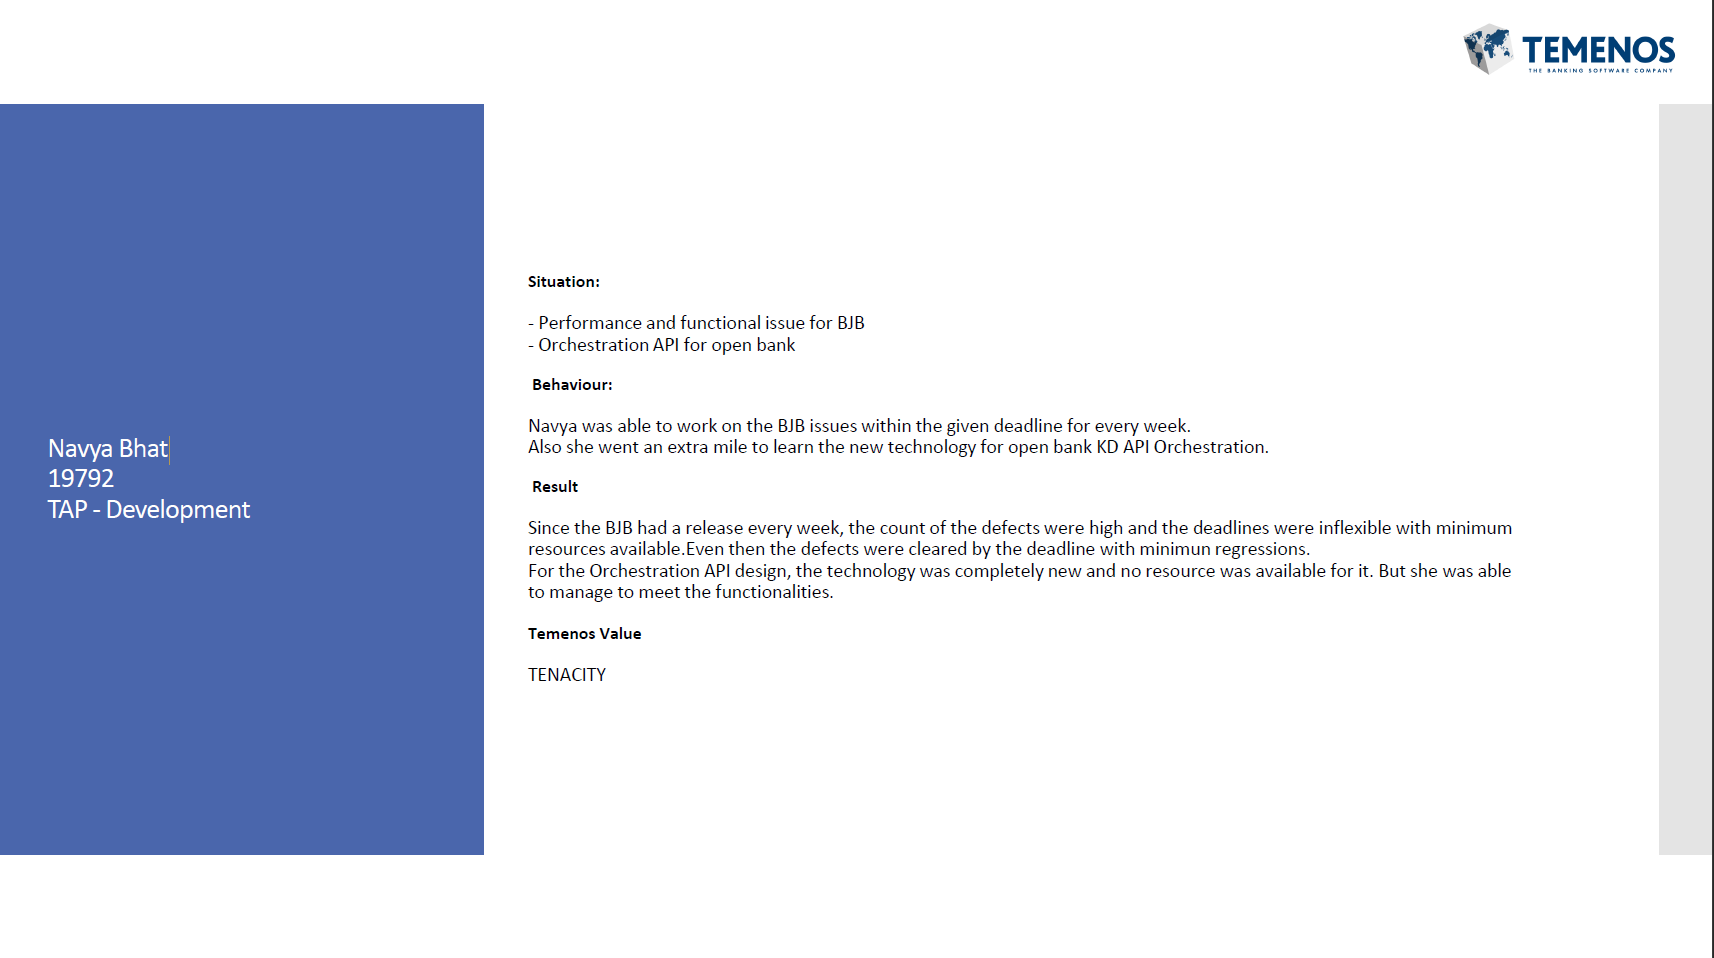 TEMENOS
THE BANKING SOFTWARE COMPANY
Navya Bhat
19792
TAP - Development
Situation:
- Performance and functional issue for BJB
- Orchestration API for open bank
Behaviour:
Navya was able to work on the BJB issues within the given deadline for every week.
Also she went an extra mile to learn the new technology for open bank KD API Orchestration.
Result
Since the BJB had a release every week, the count of the defects were high and the deadlines were inflexible with minimum
resources available.Even then the defects were cleared by the deadline with minimun regressions.
For the Orchestration API design, the technology was completely new and no resource was available for it. But she was able
to manage to meet the functionalities.
Temenos Value
TENACITY